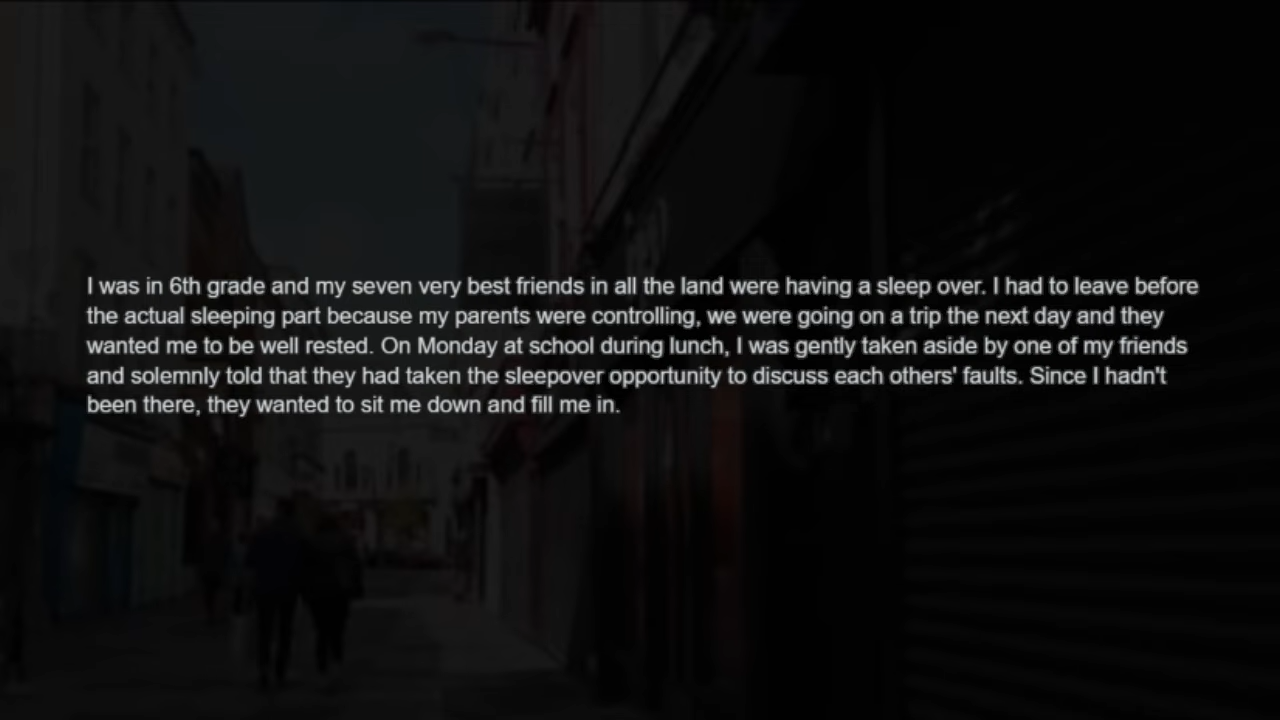 I was in 6th grade and my seven very best friends in all the land were having a sleep over. I had to leave before
the actual sleeping part because my parents were controlling, we were going on a trip the next day and they
wanted me to be well rested. On Monday at school during lunch, I was gently taken aside by one of my friends
and solemnly told that they had taken the sleepover opportunity to discuss each others' faults. Since I hadn't
been there, they wanted to sit me down and fill me in.